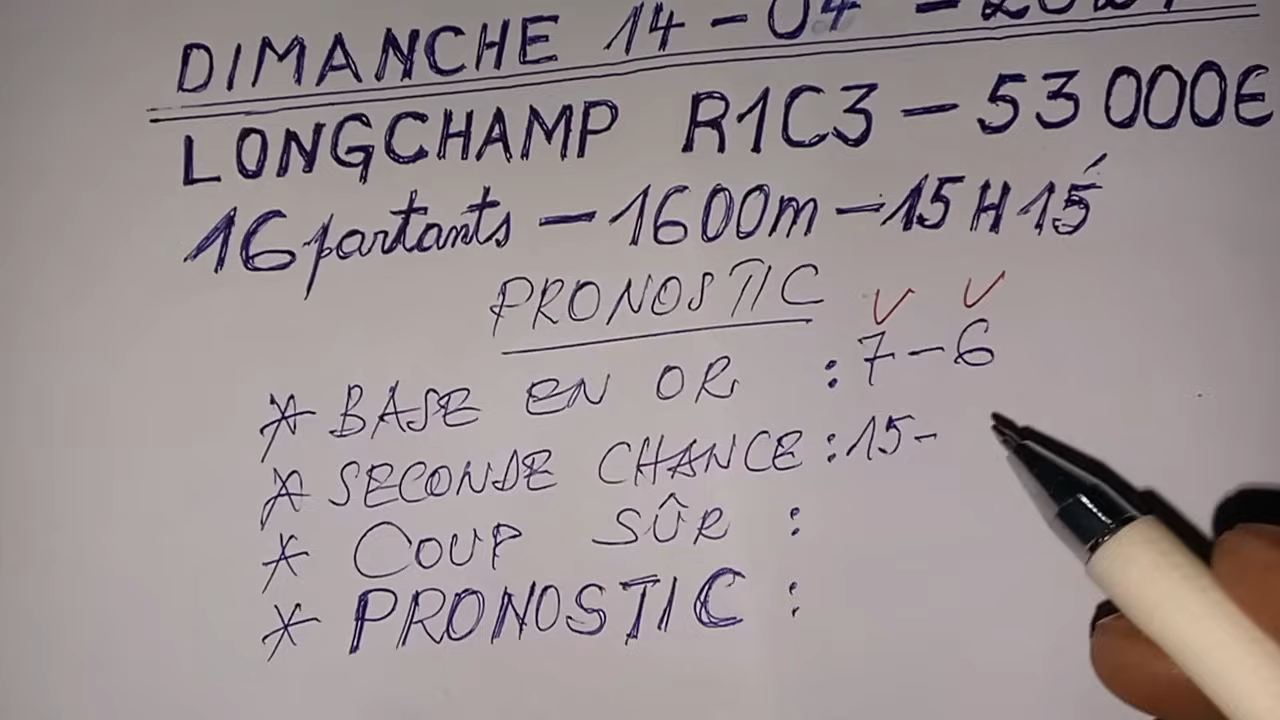 DIMANCHE 14-04-
LONGCHAMP R1C3-53 000€
16 partants-1600m-15H15'
PRONOSTIC
* BASE EN OR : 7-6
* SECONDE CHANCE : 15-
* COUP SÛR :
* PRONOSTIC :